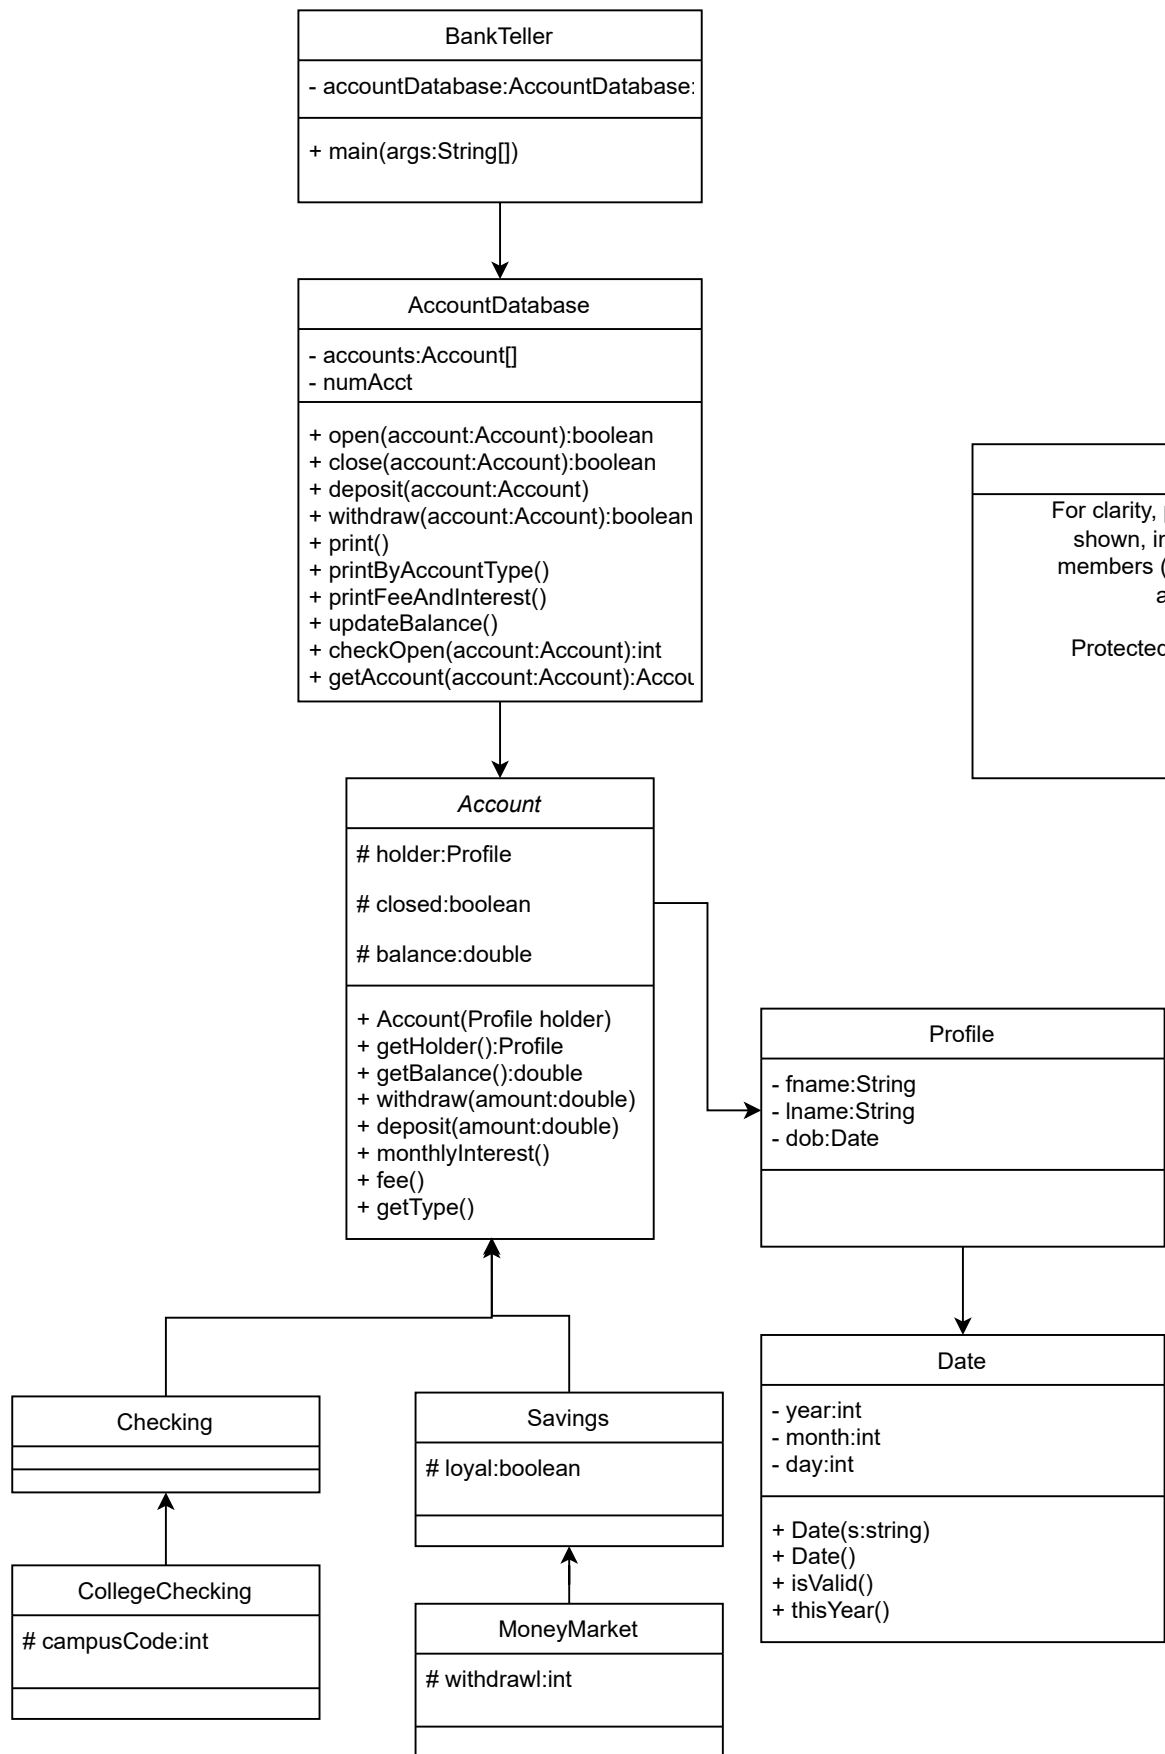 BankTeller
- accountDatabase:AccountDatabase:
+ main(args:String[])
AccountDatabase
- accounts:Account[]
- numAcct
+ open(account:Account):boolean
+ close(account:Account):boolean
+ deposit(account:Account)
+ withdraw(account:Account):boolean
+ print()
+ printByAccountType()
+ printFeeAndInterest()
+ updateBalance()
+ checkOpen(account:Account):int
+ getAccount(account:Account):
For clarity,
shown,
members (
Account
# holder:Profile
# closed:boolean
# balance:double
+ Account(Profile holder)
+ getHolder():Profile
+ getBalance():double
+ withdraw(amount:double)
+ deposit(amount:double)
+ monthlyInterest()
+ fee()
+ getType()
Profile
- fname:String
- lname:String
- dob:Date
Date
- year:int
- month:int
- day:int
+ Date(s:string)
+ Date()
+ isValid()
+ thisYear()
Checking
Savings
# loyal:boolean
CollegeChecking
# campusCode:int
MoneyMarket
# withdrawl:int